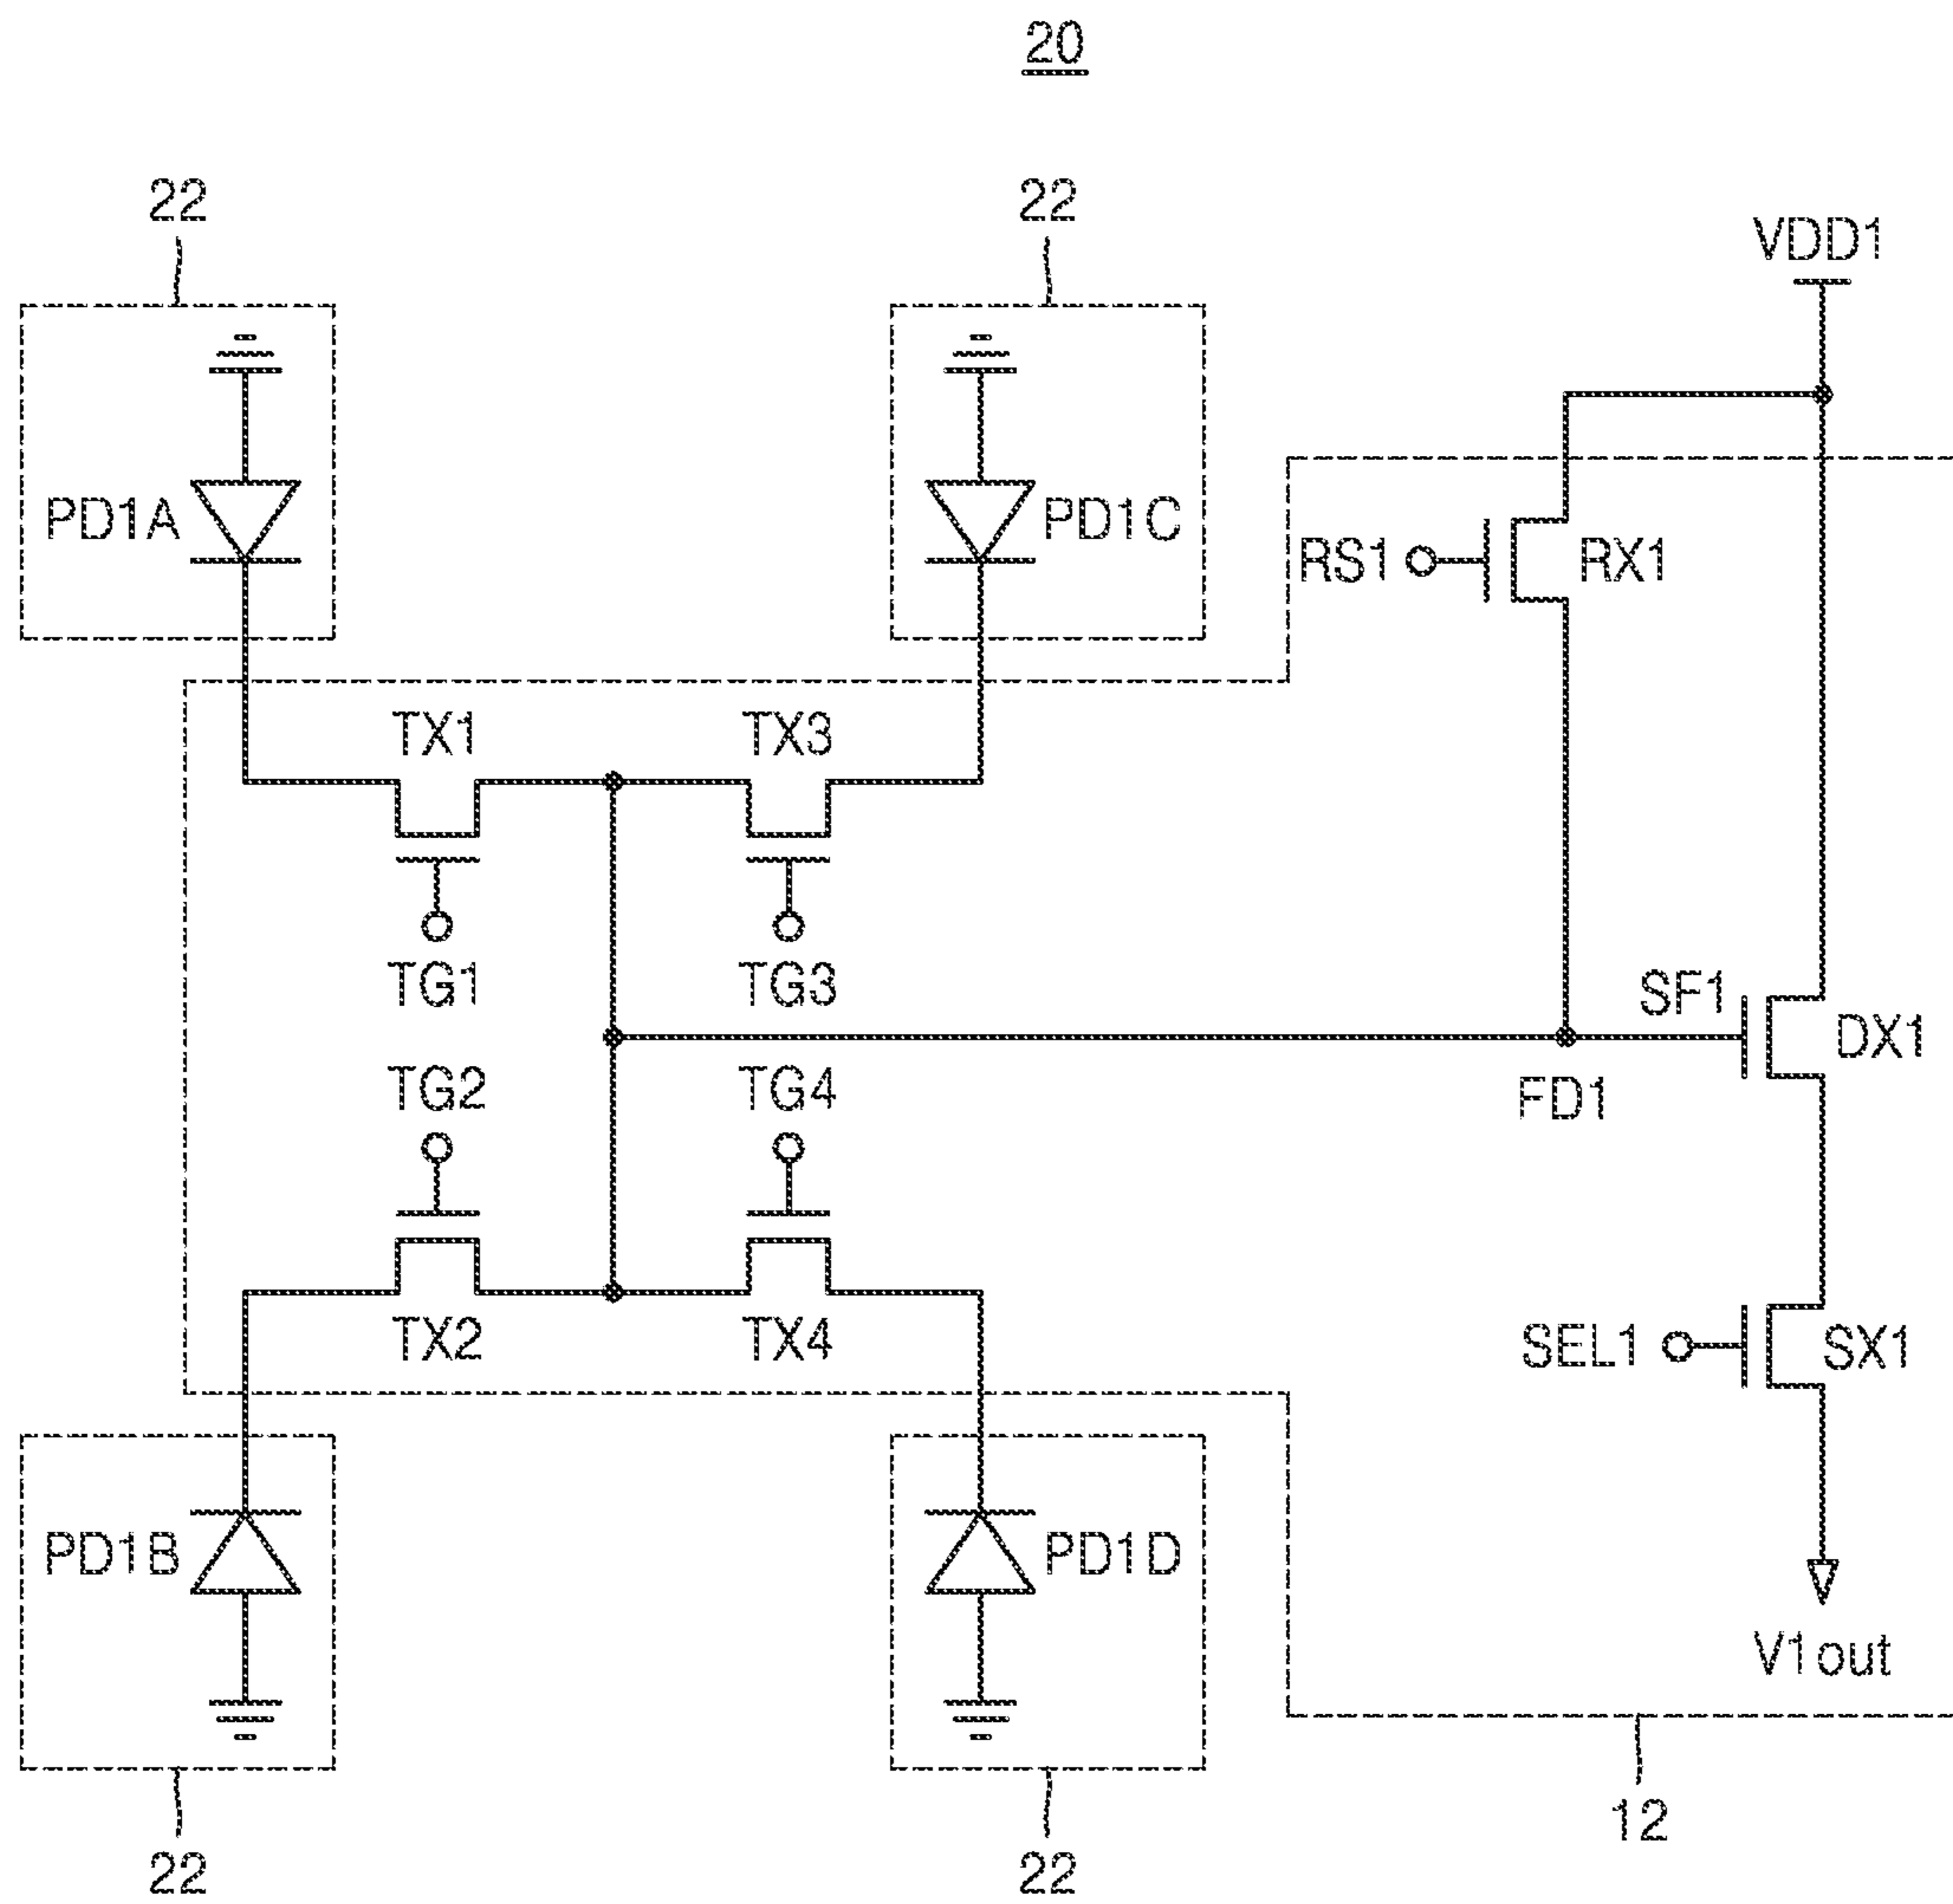 20
22
22
VDD1
PD1A
PD1C
RS1
RX1
TX1
TX3
TG1
TG3
SF1
DX1
FD1
TG2
TG4
TX2
TX4
SEL1
SX1
PD1B
PD1D
V1out
12
22
22